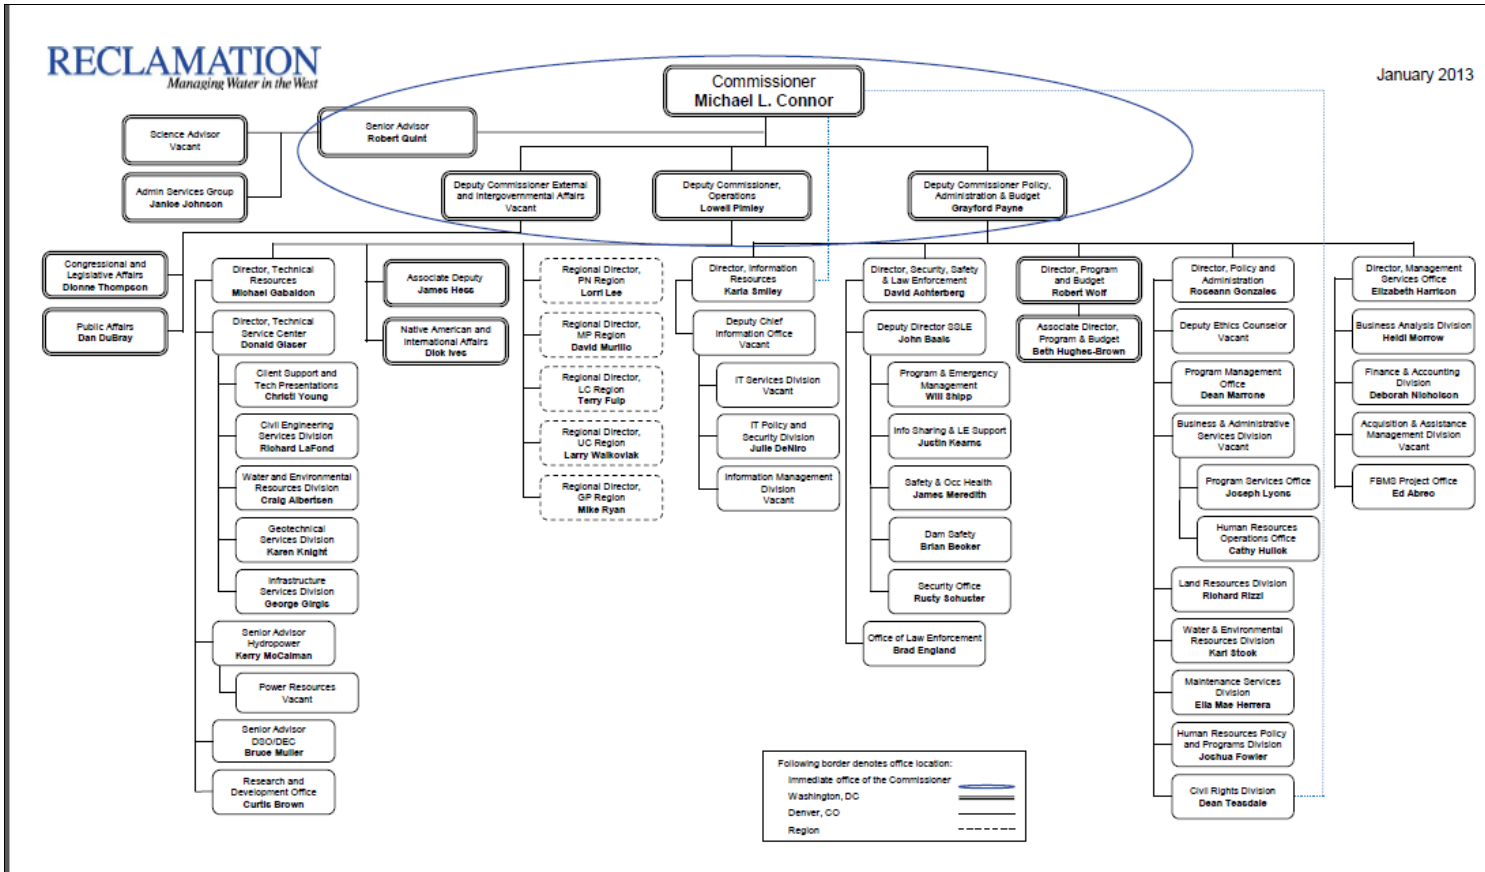 RECLAMATION
Managing Water in the West
January 2013
Commissioner
Michael L. Connor
Senior Advisor
Robert Quint
Science Advisor
Vacant
Admin Services Group
Janice Johnson
Deputy Commissioner External
and Intergovernmental Affairs
Vacant
Deputy Commissioner,
Operations
Lowell Pimley
Deputy Commissioner Policy,
Administration & Budget
Grayford Payne
Congressional and
Legislative Affairs
Dionne Thompson
Public Affairs
Dan DuBray
Director, Technical
Resources
Michael Gabaldon
Director, Technical
Service Center
Donald Glaser
Client Support and
Tech Presentations
Christi Young
Civil Engineering
Services Division
Richard LaFond
Water and Environmental
Resources Division
Craig Albertsen
Geotechnical
Services Division
Karen Knight
Infrastructure
Services Division
George Girgis
Senior Advisor
Hydropower
Kerry McCalman
Power Resources
Vacant
Senior Advisor
DSO/DEC
Bruce Muller
Research and
Development Office
Curtis Brown
Associate Deputy
James Hess
Native American and
International Affairs
Dick Ives
Regional Director,
PN Region
Lorri Lee
Regional Director,
MP Region
David Murillo
Regional Director,
LC Region
Terry Fulp
Regional Director,
UC Region
Larry Walkoviak
Regional Director,
GP Region
Mike Ryan
Director, Information
Resources
Karla Smiley
Deputy Chief
Information Office
Vacant
IT Services Division
Vacant
IT Policy and
Security Division
Julie DeNiro
Information Management
Division
Vacant
Director, Security, Safety
& Law Enforcement
David Achterberg
Deputy Director SSLE
John Baals
Program & Emergency
Management
Will Shipp
Info Sharing & LE Support
Justin Kearns
Safety & Occ Health
James Meredith
Dam Safety
Brian Becker
Security Office
Rusty Schuster
Office of Law Enforcement
Brad England
Director, Program
and Budget
Robert Wolf
Associate Director,
Program & Budget
Beth Hughes-Brown
Director, Policy and
Administration
Roseann Gonzales
Deputy Ethics Counselor
Vacant
Program Management
Office
Dean Marrone
Business & Administrative
Services Division
Vacant
Program Services Office
Joseph Lyons
Human Resources
Operations Office
Cathy Hullok
Land Resources Division
Richard Rizzi
Water & Environmental
Resources Division
Karl Stock
Maintenance Services
Division
Ella Mae Herrera
Human Resources Policy
and Programs Division
Joshua Fowler
Civil Rights Division
Dean Teasdale
Director, Management
Services Office
Elizabeth Harrison
Business Analysis Division
Heidi Morrow
Finance & Accounting
Division
Deborah Nicholson
Acquisition & Assistance
Management Division
Vacant
FBMS Project Office
Ed Abreo
Following border denotes office location:
Immediate office of the Commissioner
Washington, DC
Denver, CO
Region